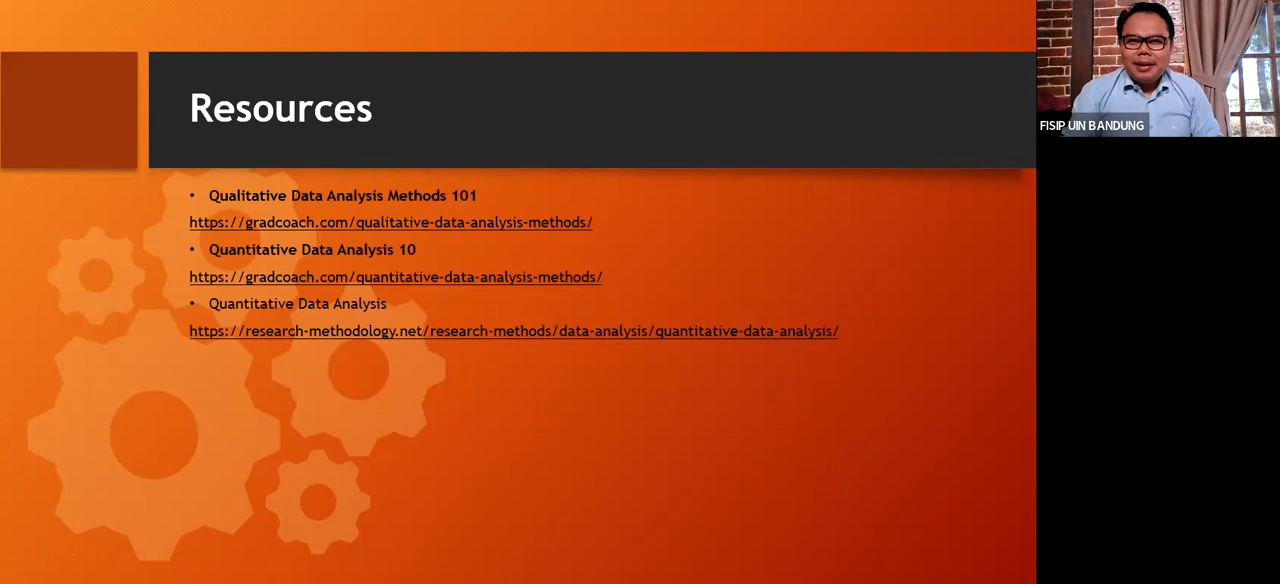 Resources
• Qualitative Data Analysis Methods 101
https://gradcoach.com/qualitative-data-analysis-methods/
• Quantitative Data Analysis 10
https://gradcoach.com/quantitative-data-analysis-methods/
• Quantitative Data Analysis
https://research-methodology.net/research-methods/data-analysis/quantitative-data-analysis/
FISIP UIN BANDUNG